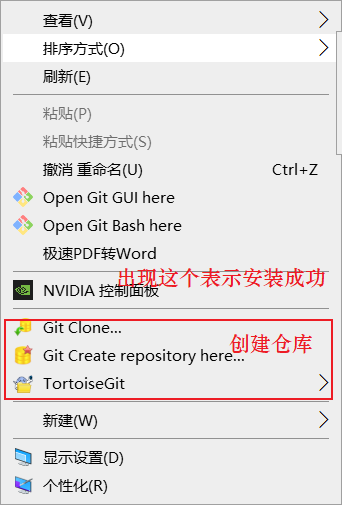 查看(V)
排序方式(O)
刷新(E)
粘贴(P)
粘贴快捷方式(S)
撤消 重命名(U) Ctrl+Z
Open Git GUI here
Open Git Bash here
极速PDF转Word
出现这个表示安装成功
NVIDIA 控制面板
Git Clone...
创建仓库
Git Create repository here...
TortoiseGit
新建(W)
显示设置(D)
个性化(R)